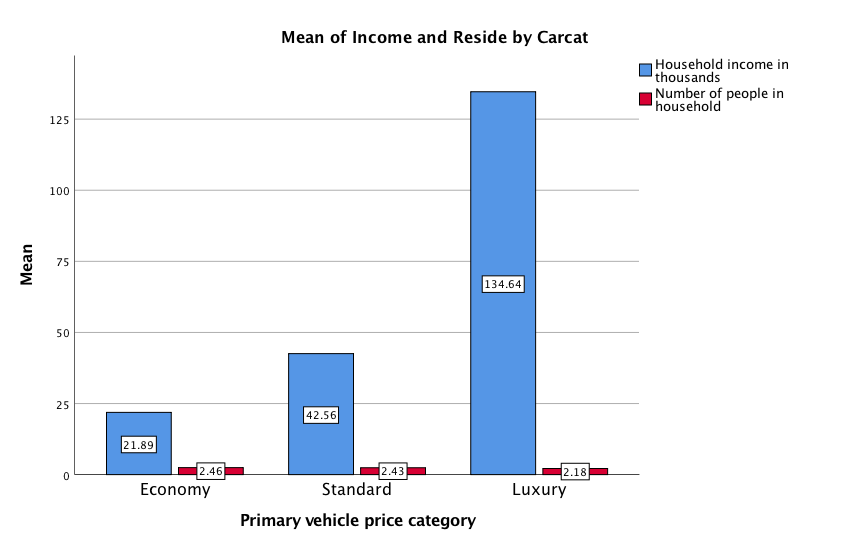 Mean of Income and Reside by Carcat
Household income in
thousands
Number of people in
household
125
100
75
50
25
0
Mean
134.64
42.56
21.89
2.46
2.43
2.18
Economy
Standard
Luxury
Primary vehicle price category